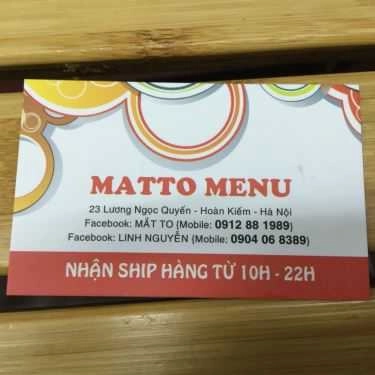 MATTO MENU
23 Lương Ngọc Quyến - Hoàn Kiếm - Hà Nội
Facebook: MẮT TO (Mobile: 0912 88 1989)
Facebook: LINH NGUYỄN (Mobile: 0904 06 8389)
NHẬN SHIP HÀNG TỪ 10H - 22H